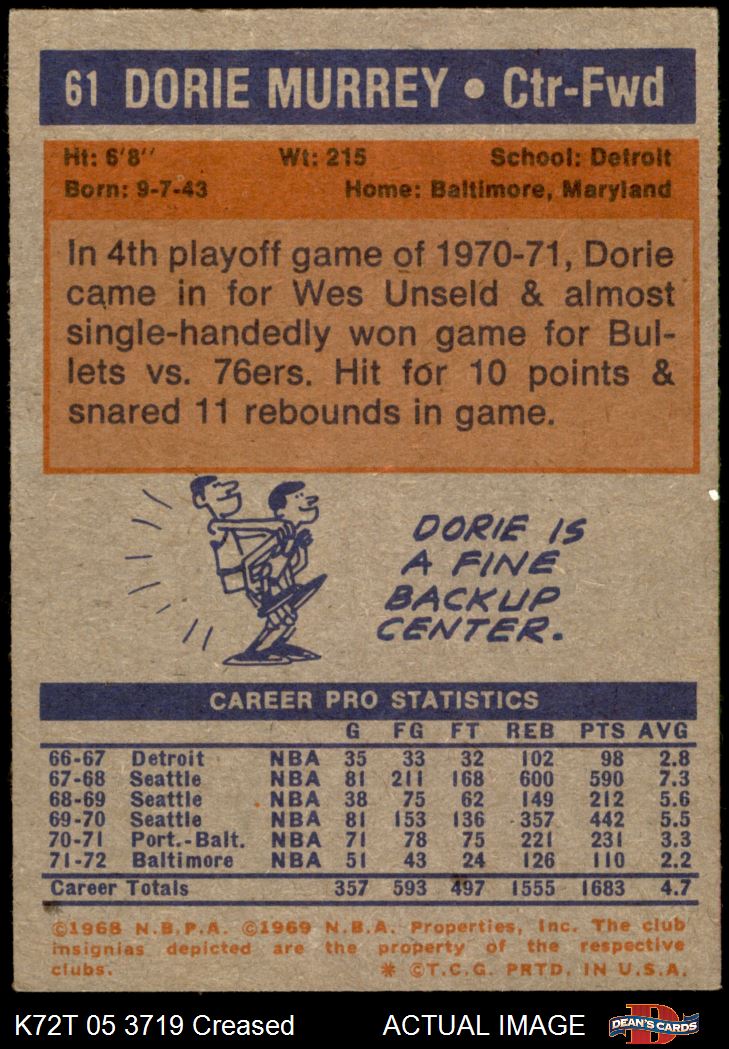 61 DORIE MURREY • Ctr-Fwd
Ht: 6'8'' Wt: 215 School: Detroit
Born: 9-7-43 Home: Baltimore, Maryland
In 4th playoff game of 1970-71, Dorie
came in for Wes Unseld & almost
single-handedly won game for Bul-
lets vs. 76ers. Hit for 10 points &
snared 11 rebounds in game.
DORIE IS
A FINE
BACKUP
CENTER.
CAREER PRO STATISTICS
G FG FT REB PTS AVG
66-67 Detroit NBA 35 33 32 102 98 2.8
67-68 Seattle NBA 81 211 168 600 590 7.3
68-69 Seattle NBA 38 75 62 149 212 5.6
69-70 Seattle NBA 81 153 136 357 442 5.5
70-71 Port.-Balt. NBA 71 78 75 221 231 3.3
71-72 Baltimore NBA 51 43 24 126 110 2.2
Career Totals 357 593 497 1555 1683 4.7
©1968 N.B.P.A. ©1969 N.B.A. Properties, Inc. The club
insignias depicted are the property of the respective
clubs. * ©T.C.G. PRTD. IN U.S.A.
K72T 05 3719 Creased ACTUAL IMAGE D DEAN'S CARDS